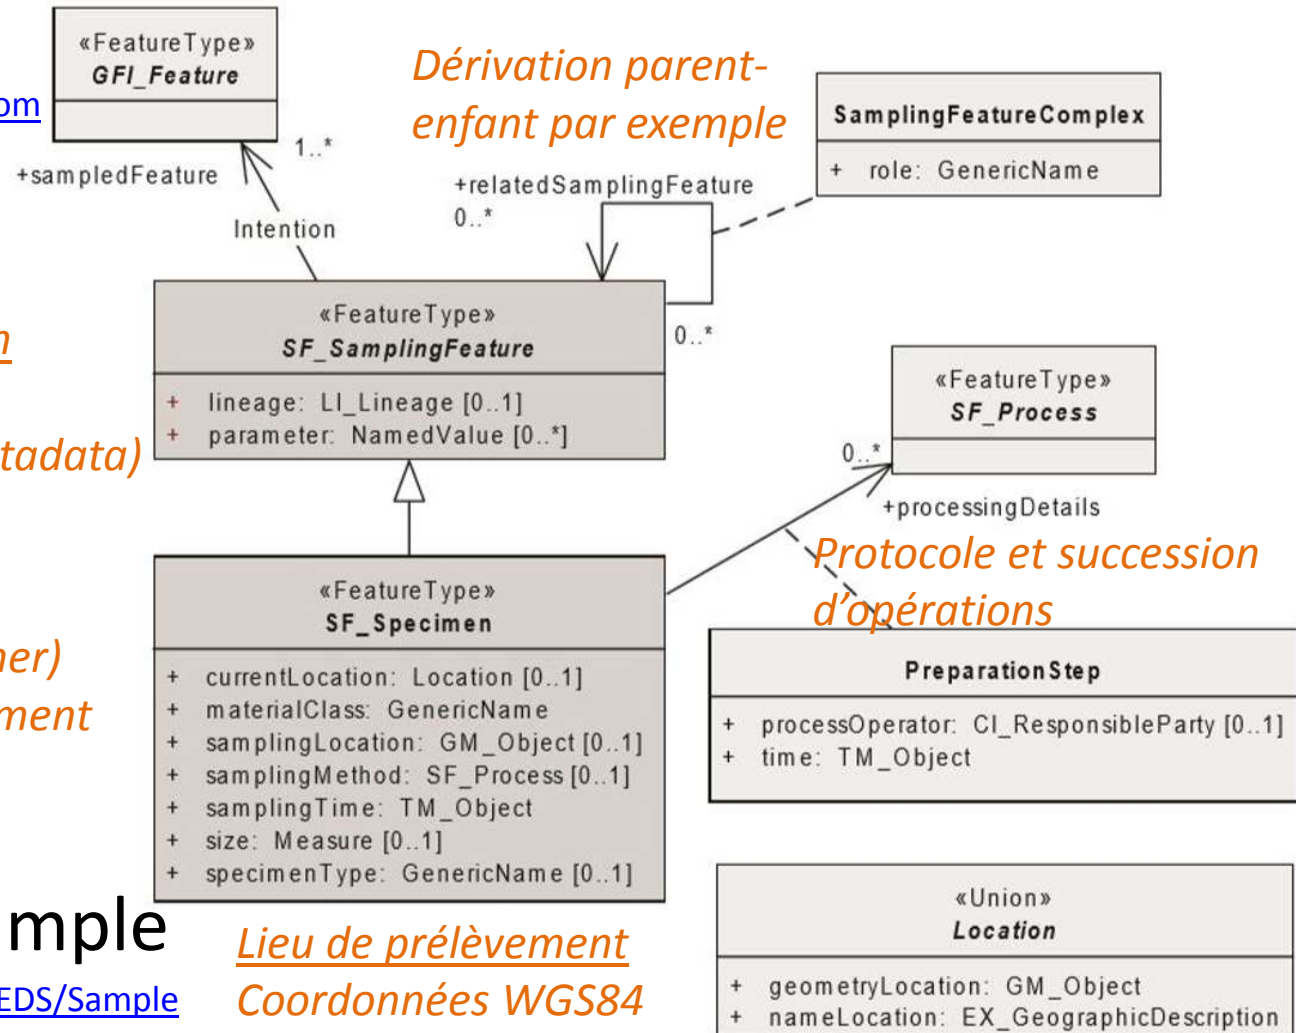 «FeatureType»
GFI_Feature
om
+sampledFeature
1..*
Intention
Dérivation parent-
enfant par exemple
+relatedSamplingFeature
0..*
0..*
SamplingFeatureComplex
+ role: GenericName
«FeatureType»
SF_SamplingFeature
+ lineage: LI_Lineage [0..1]
+ parameter: NamedValue [0..*]
n
tadata)
«FeatureType»
SF_Process
0..*
+processingDetails
Protocole et succession
d’opérations
«FeatureType»
SF_Specimen
+ currentLocation: Location [0..1]
+ materialClass: GenericName
+ samplingLocation: GM_Object [0..1]
+ samplingMethod: SF_Process [0..1]
+ samplingTime: TM_Object
+ size: Measure [0..1]
+ specimenType: GenericName [0..1]
ner)
ment
PreparationStep
+ processOperator: CI_ResponsibleParty [0..1]
+ time: TM_Object
«Union»
Location
+ geometryLocation: GM_Object
+ nameLocation: EX_GeographicDescription
mple
EDS/Sample
Lieu de prélèvement
Coordonnées WGS84